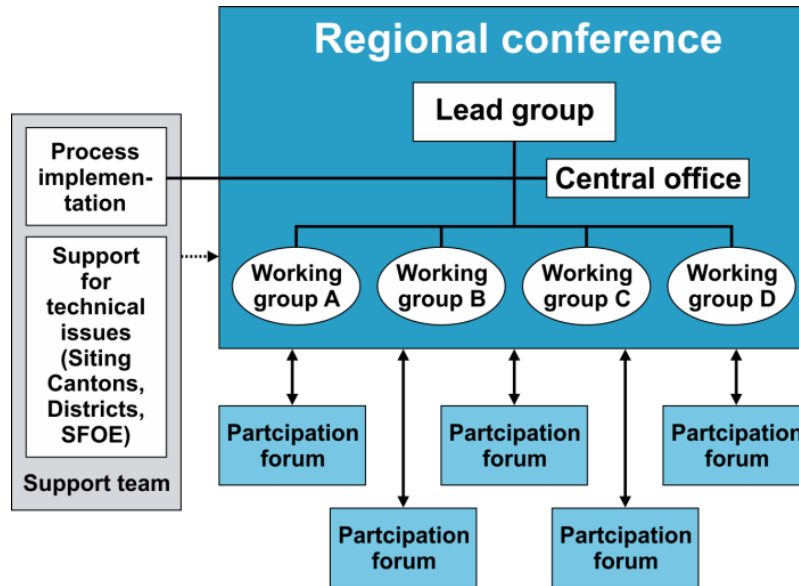 Regional conference
Lead group
Process
implemen-
tation
Central office
Support
for
technical
issues
(Siting
Cantons,
Districts,
SFOE)
Support team
Working
group A
Working
group B
Working
group C
Working
group D
Partcipation
forum
Partcipation
forum
Partcipation
forum
Partcipation
forum
Partcipation
forum